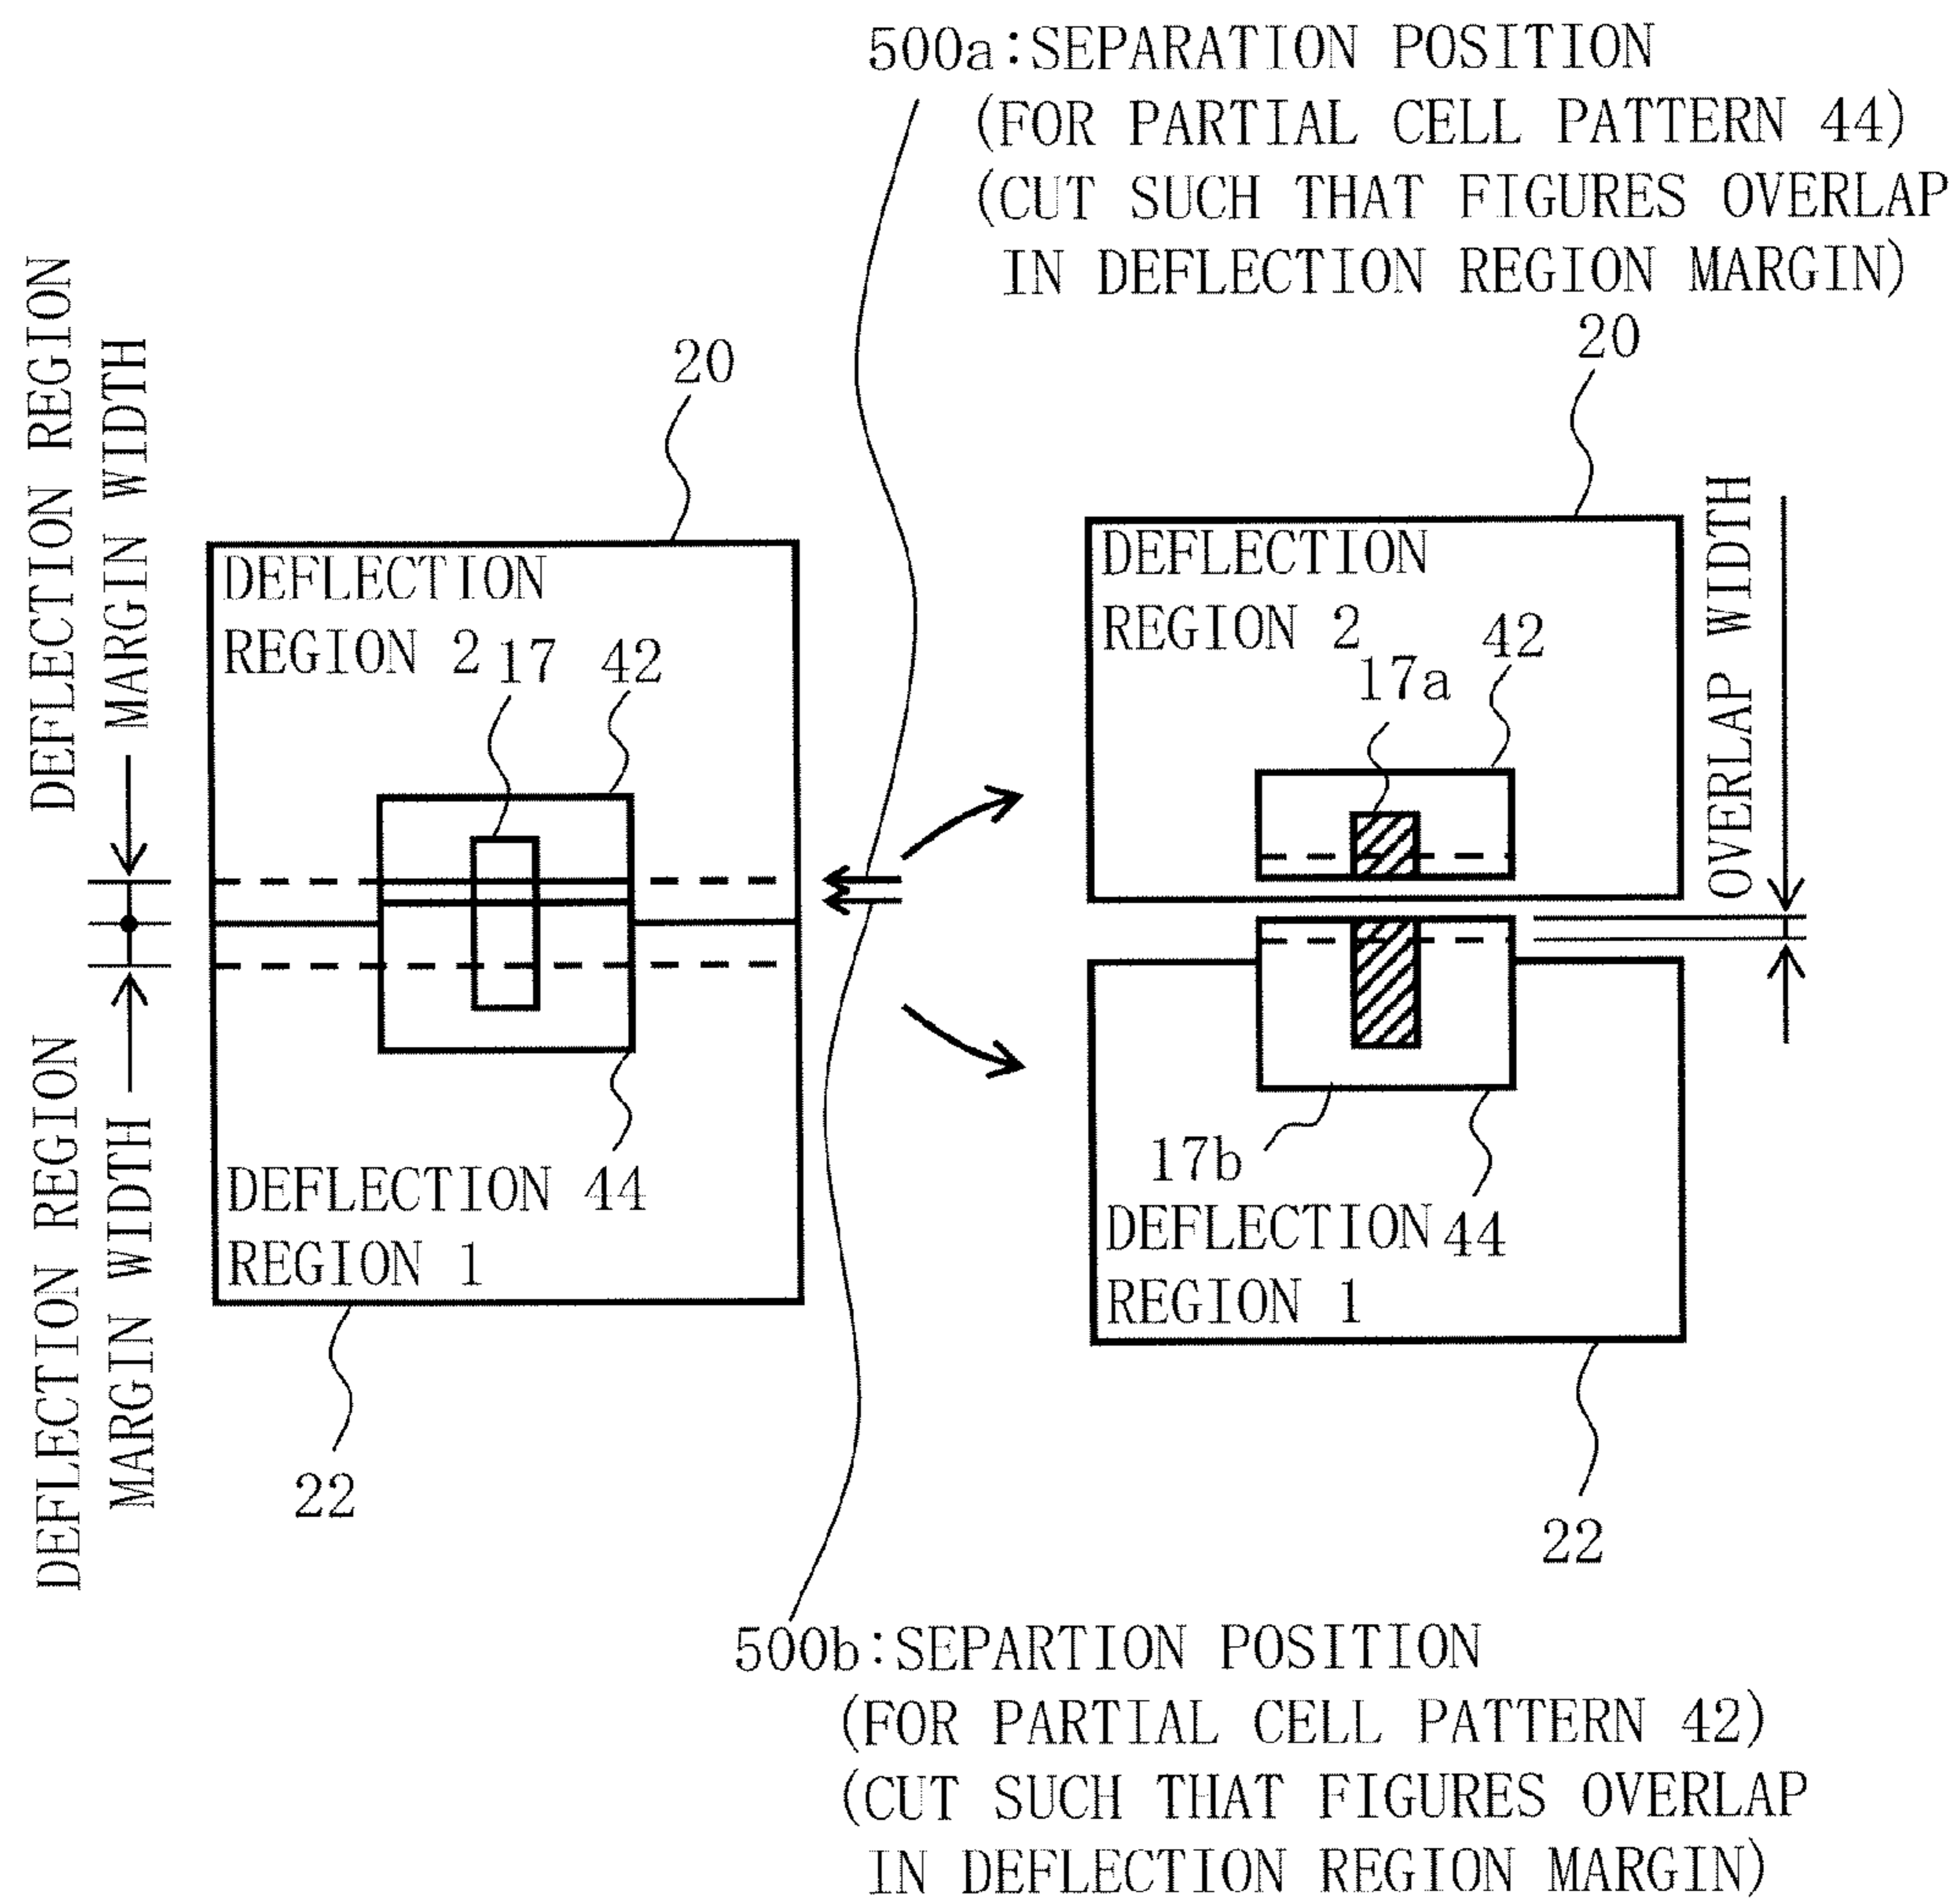 500a:SEPARATION POSITION
(FOR PARTIAL CELL PATTERN 44)
(CUT SUCH THAT FIGURES OVERLAP
IN DEFLECTION REGION MARGIN)
DEFLECTION REGION
MARGIN WIDTH
20
DEFLECTION
REGION 2
17
42
DEFLECTION 44
REGION 1
22
DEFLECTION REGION
MARGIN WIDTH
20
DEFLECTION
REGION 2
17a
42
OVERLAP WIDTH
17b
DEFLECTION 44
REGION 1
22
500b:SEPARTION POSITION
(FOR PARTIAL CELL PATTERN 42)
(CUT SUCH THAT FIGURES OVERLAP
IN DEFLECTION REGION MARGIN)